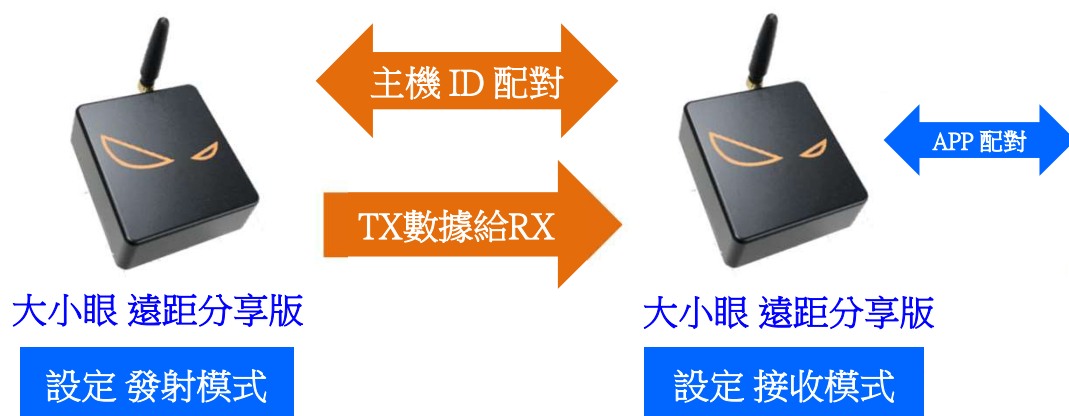 主機 ID 配對
APP 配對
TX數據給RX
大小眼 遠距分享版
大小眼 遠距分享版
設定 發射模式
設定 接收模式